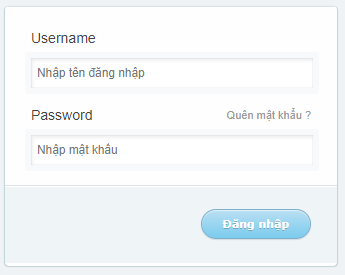 Username
Nhập tên đăng nhập
Password Quên mật khẩu ?
Nhập mật khẩu
Đăng nhập